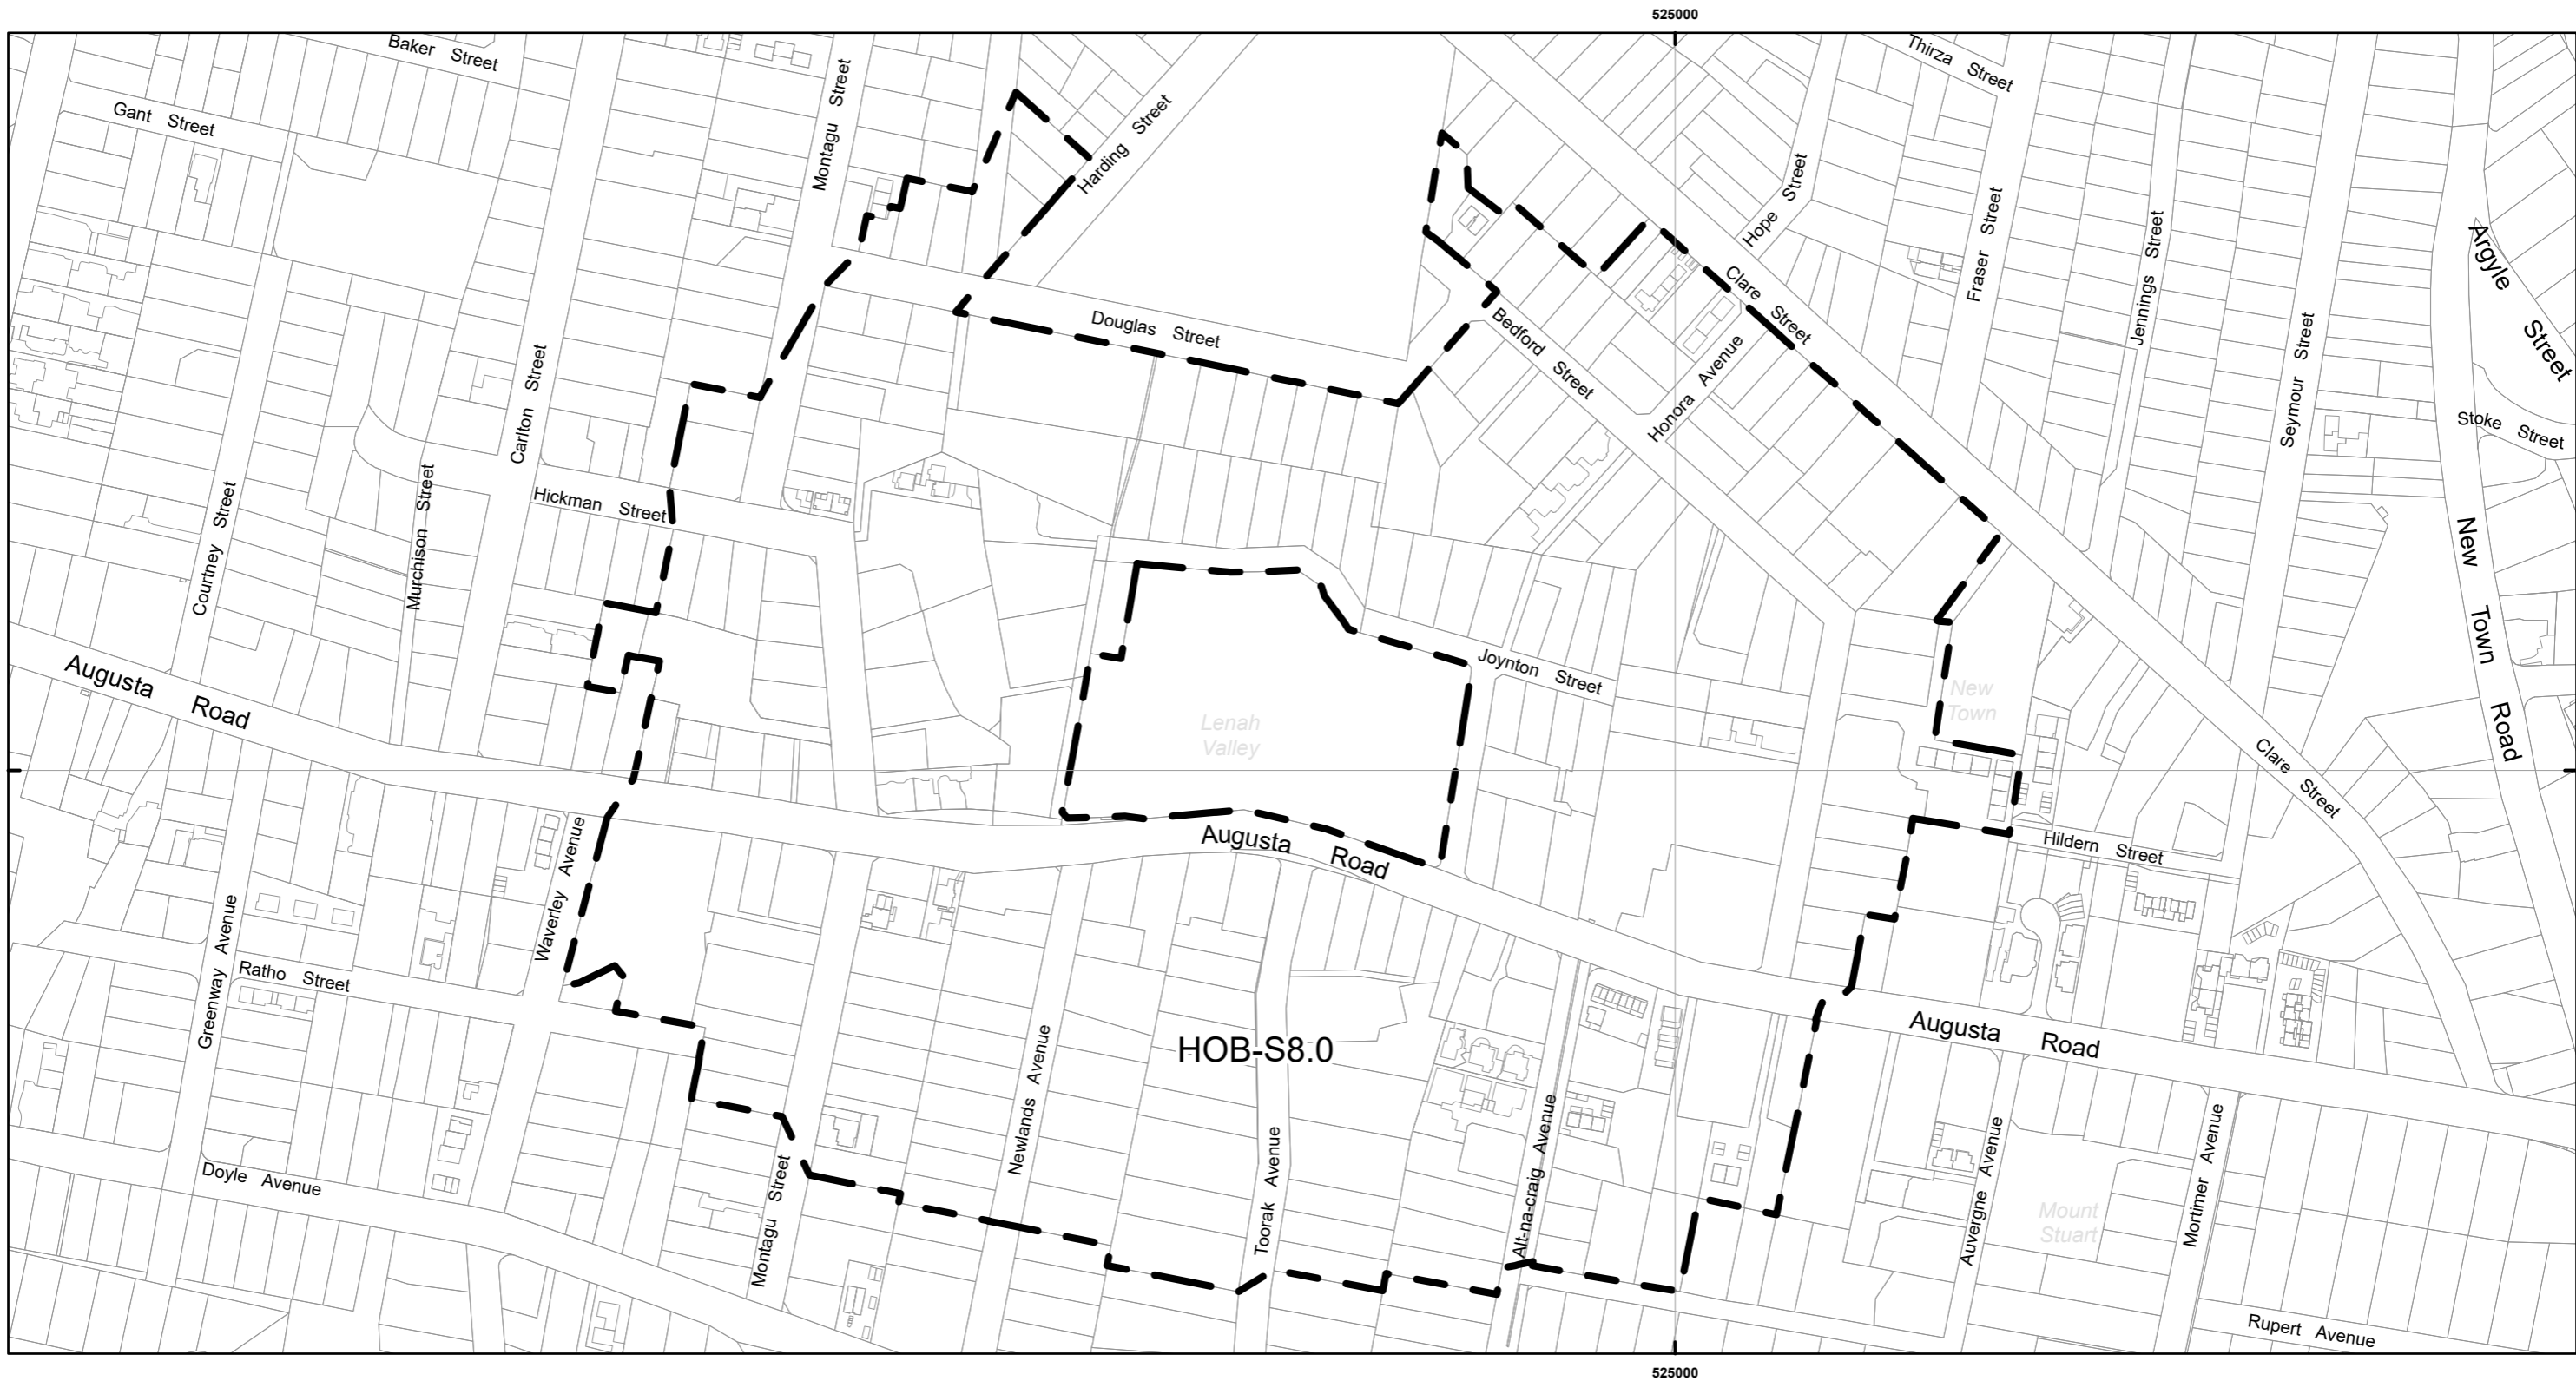 525000
Baker Street
Thirza Street
Gant Street
Montagu Street
Harding Street
Hope Street
Fraser Street
Jennings Street
Argyle Street
Clare Street
Douglas Street
Bedford Street
Honora Avenue
Seymour Street
Carlton Street
Stoke Street
Courtney Street
Murchison Street
Hickman Street
New Town Road
Joynton Street
Augusta Road
New
Town
Lenah
Valley
Clare Street
Augusta Road
Hildern Street
Waverley Avenue
Greenway Avenue
Ratho Street
HOB-S8.0
Augusta Road
Newlands Avenue
Toorak Avenue
Alt-na-craig Avenue
Auvergne Avenue
Mortimer Avenue
Doyle Avenue
Montagu Street
Mount
Stuart
Rupert Avenue
525000